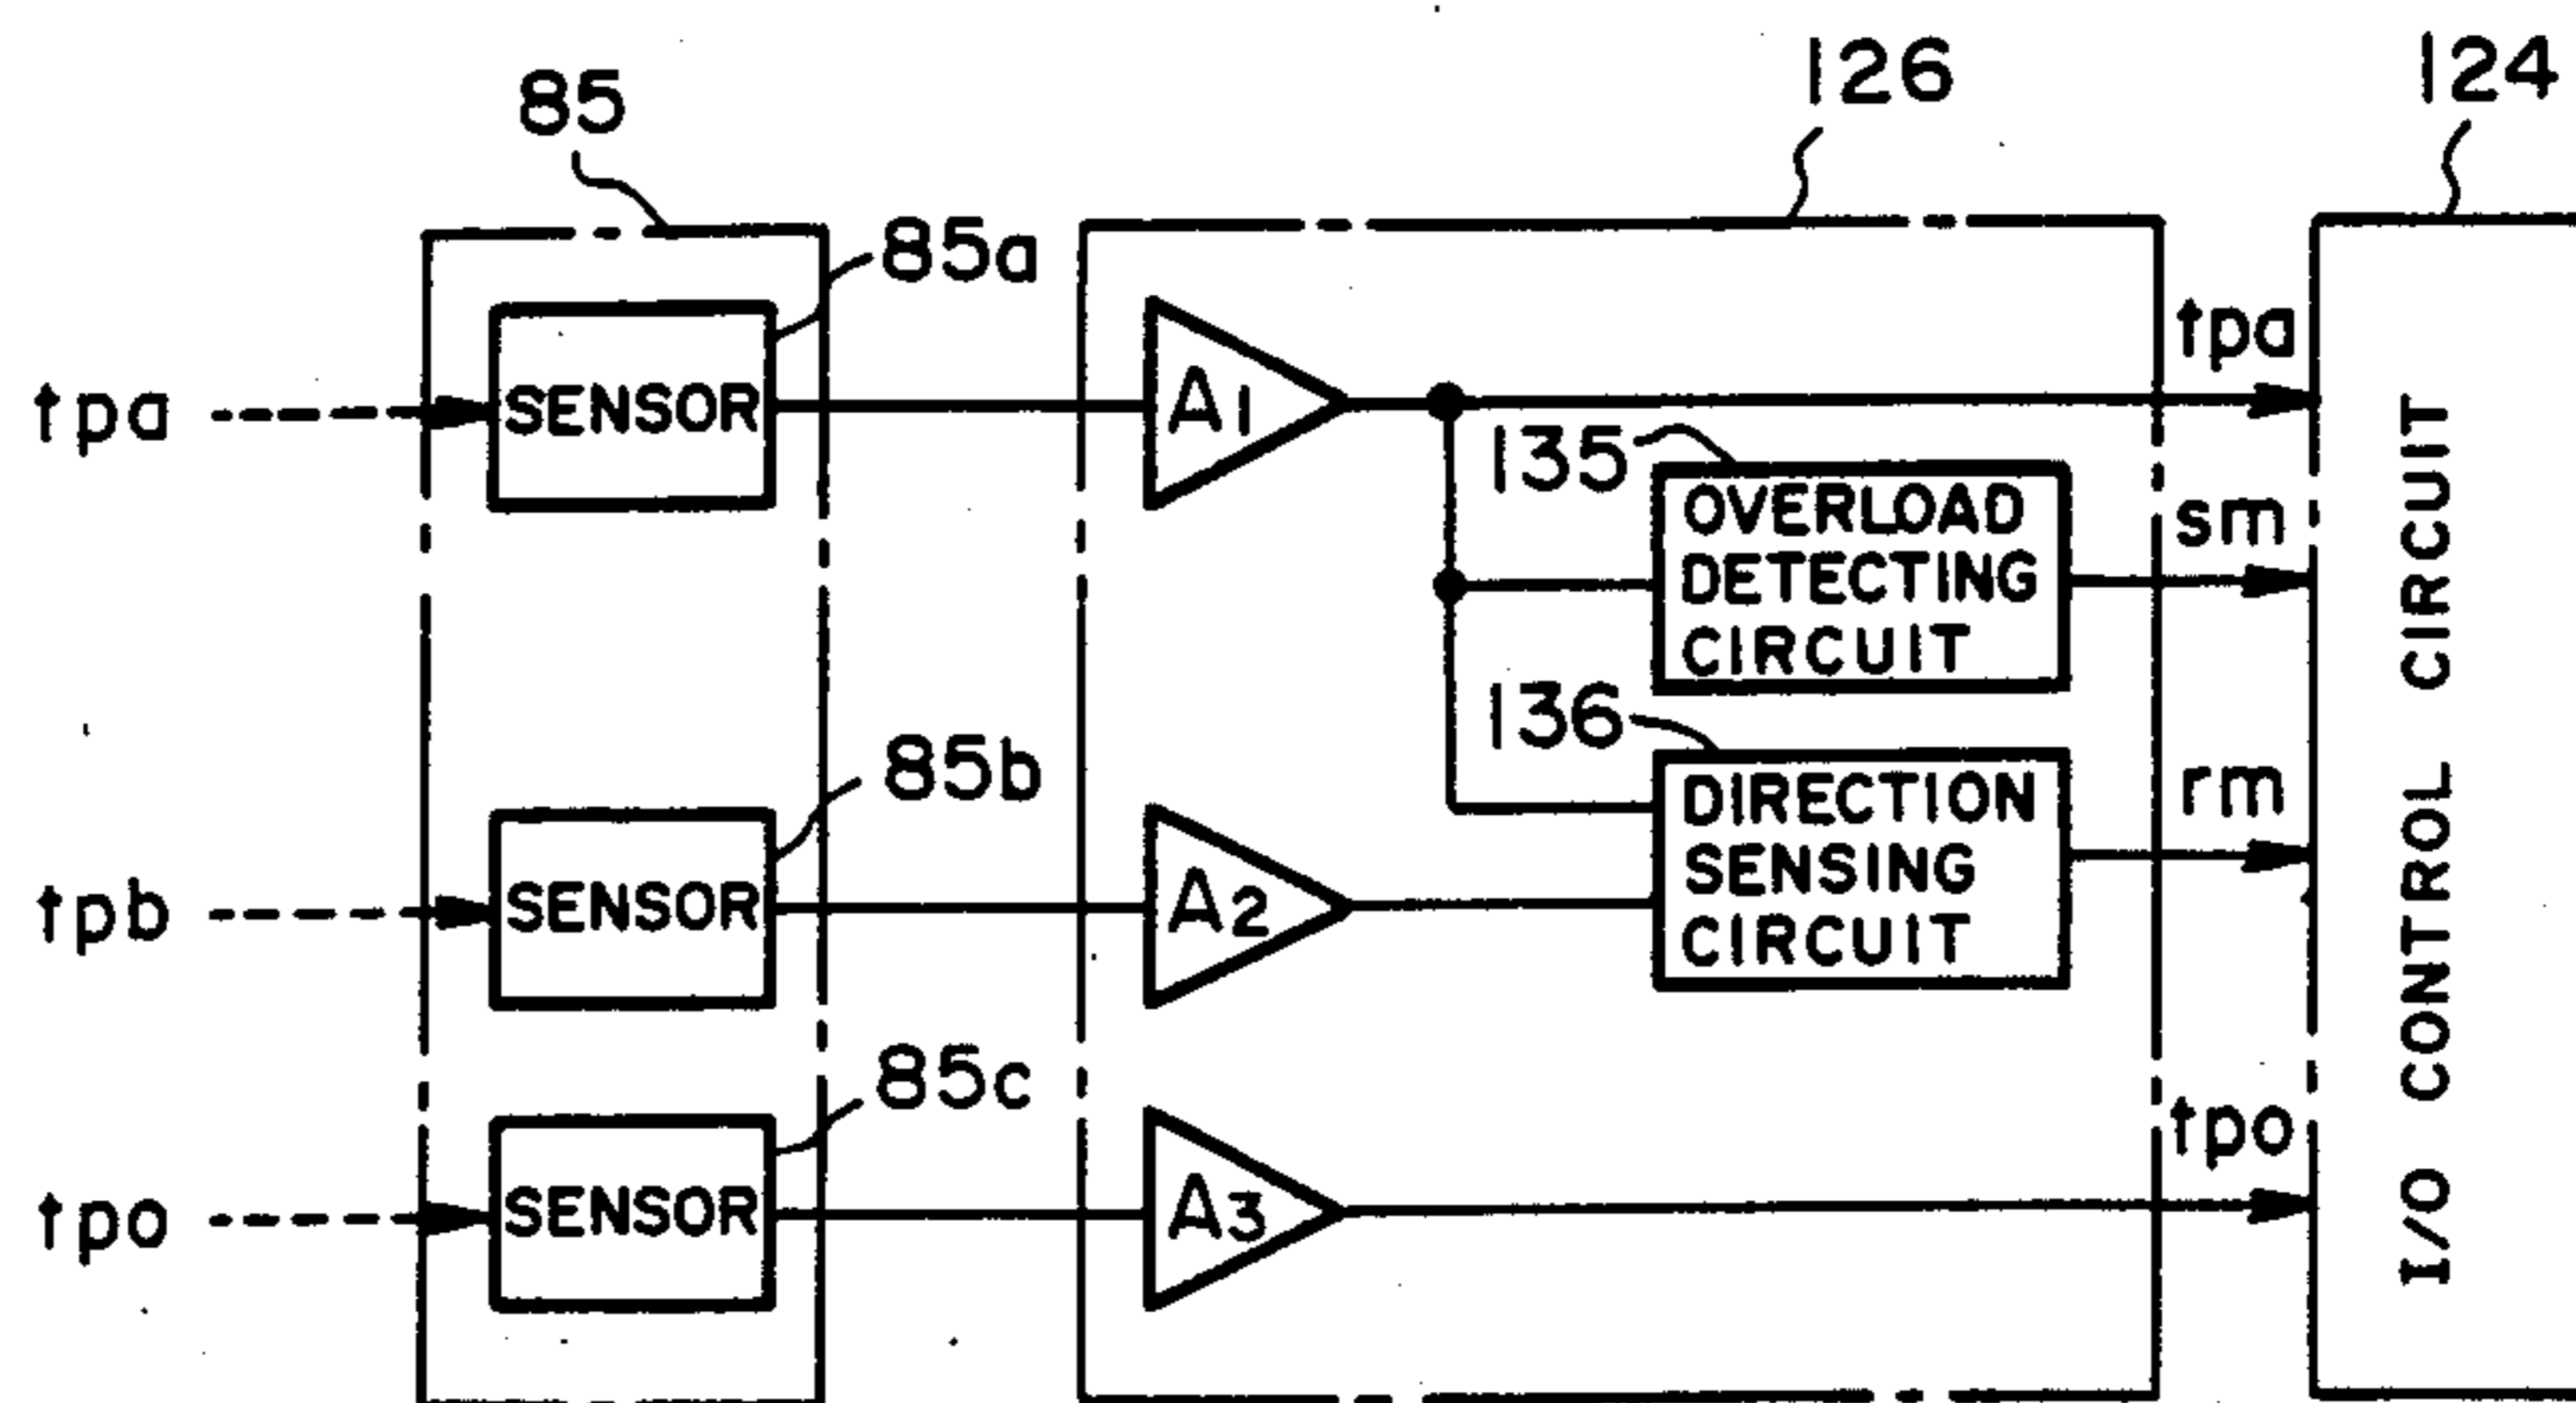 85
126
124
85a
tpa
SENSOR
A1
tpa
135
OVERLOAD
DETECTING
CIRCUIT
sm
136
85b
tpb
SENSOR
A2
DIRECTION
SENSING
CIRCUIT
rm
85c
tpo
SENSOR
A3
tpo
I/O CONTROL CIRCUIT